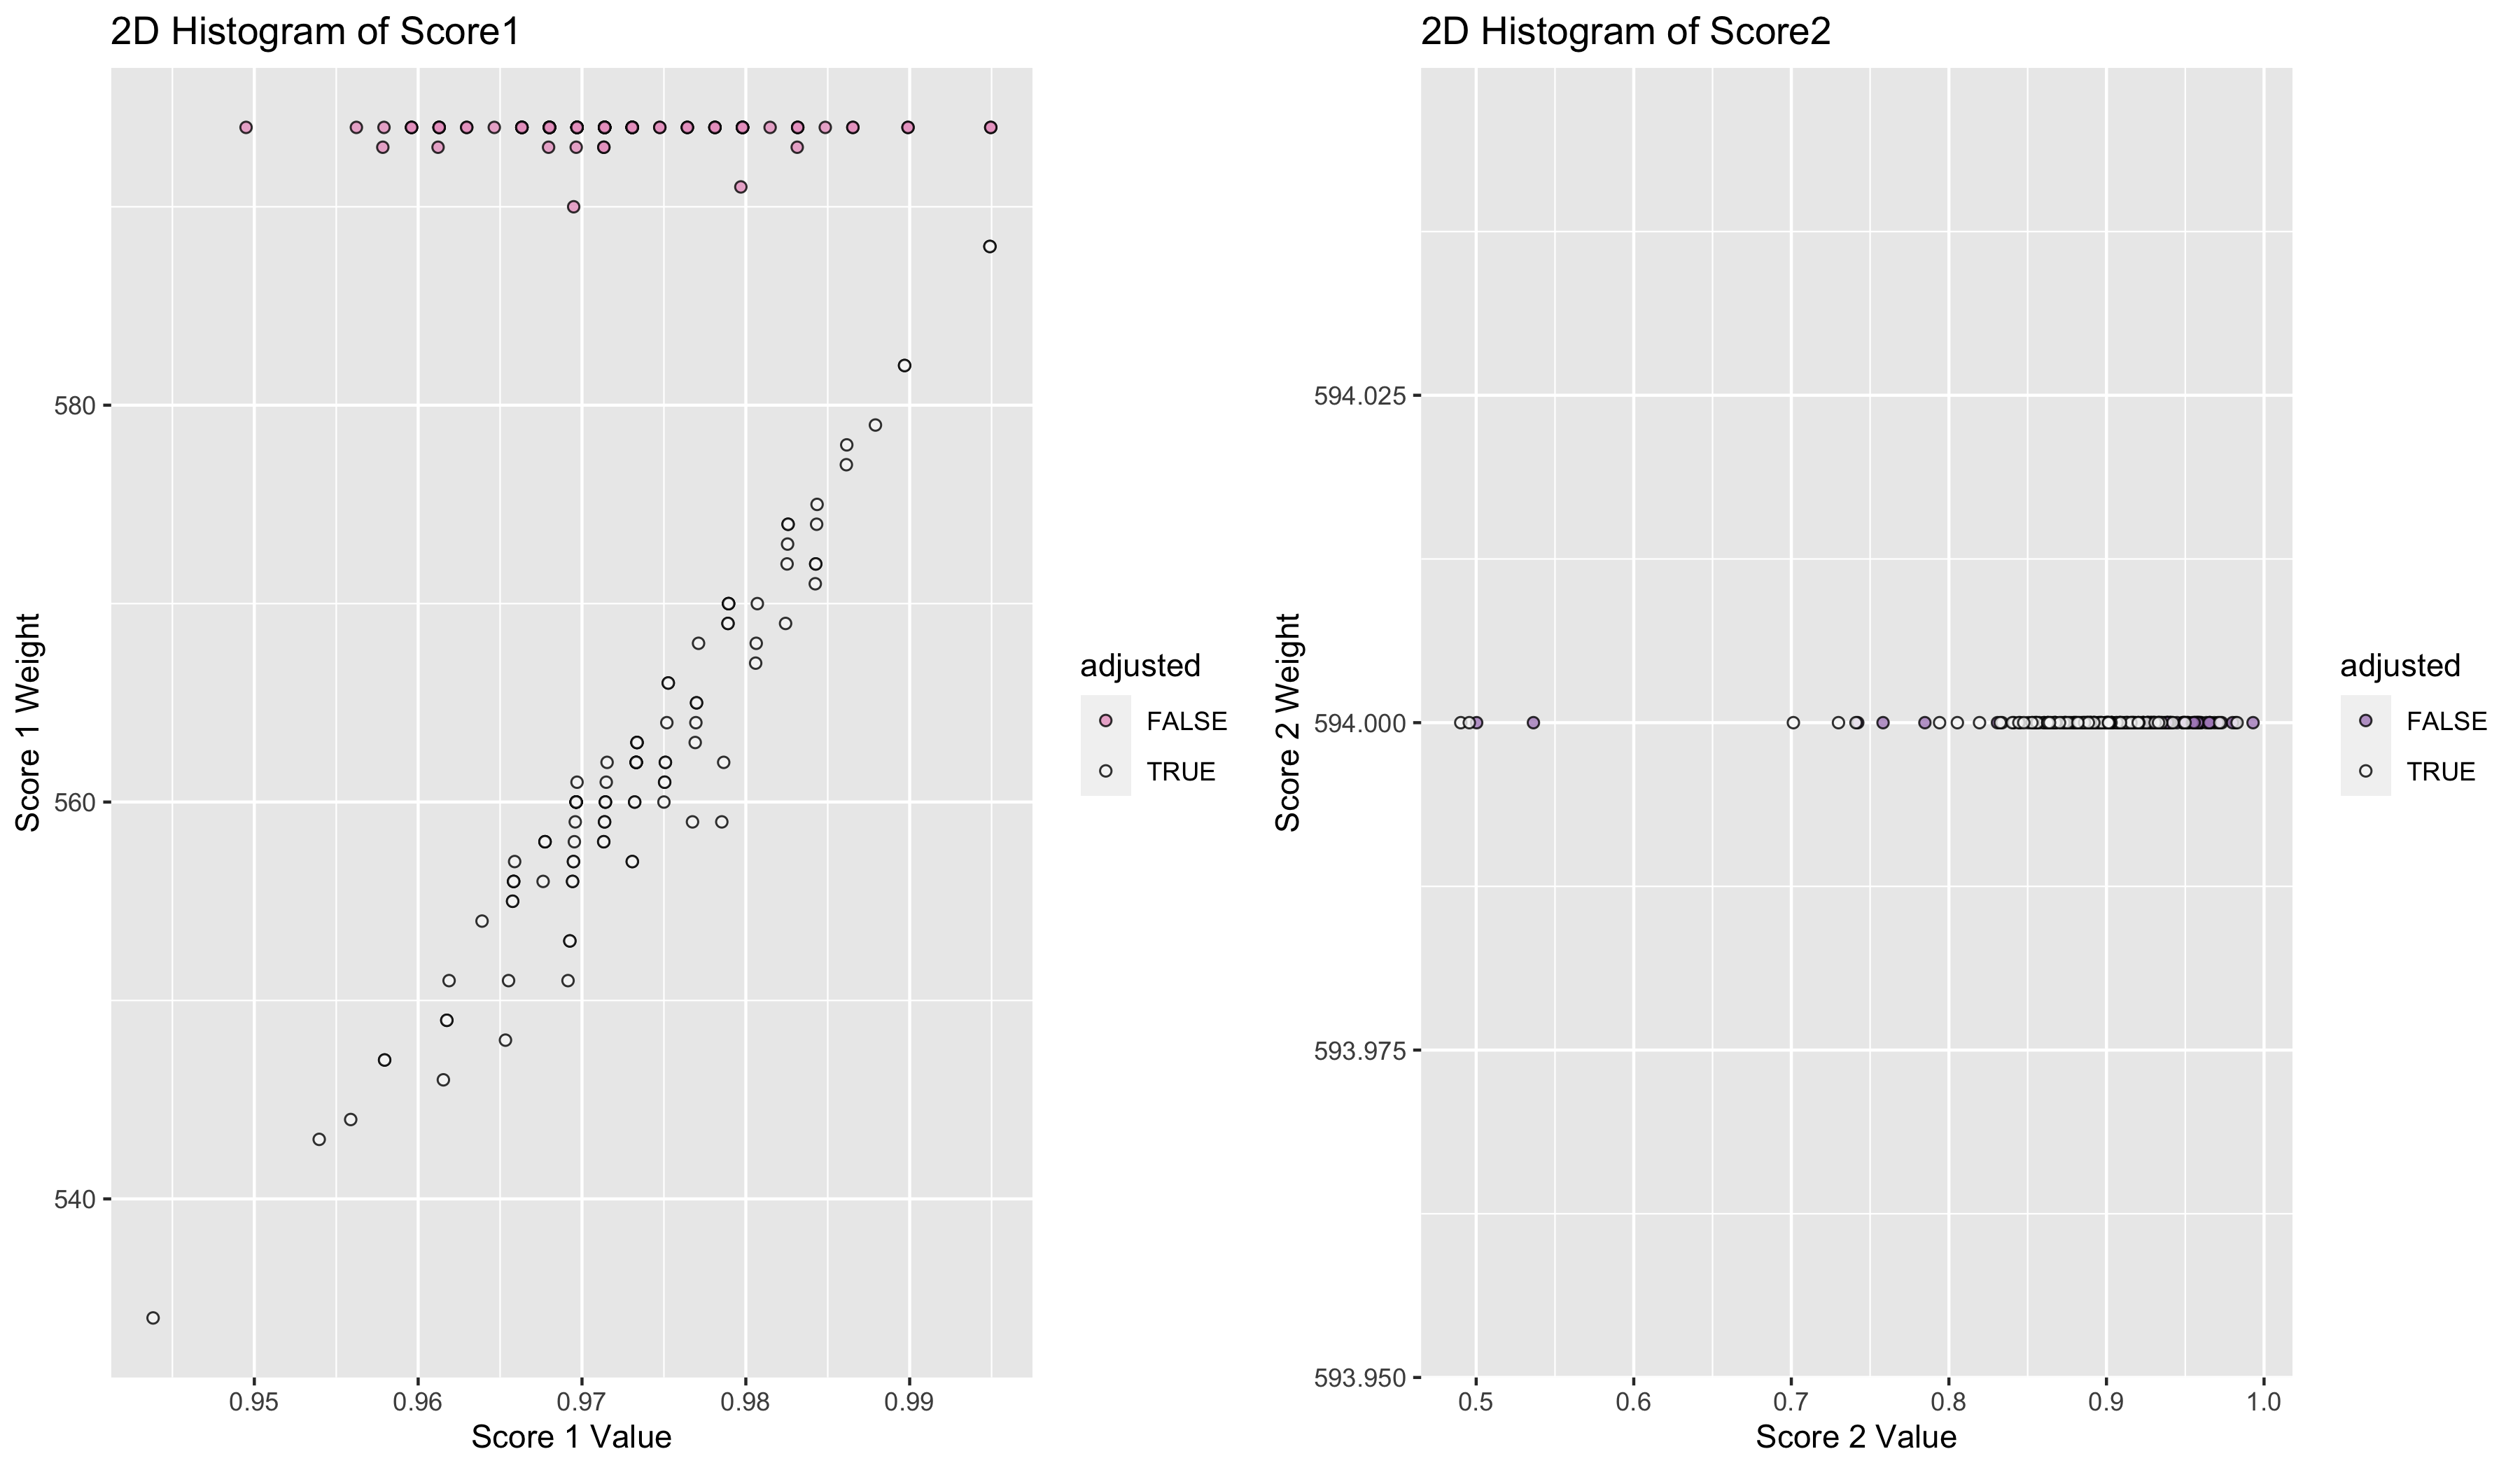 2D Histogram of Score1
Score 1 Weight
580
560
540
0.95 0.96 0.97 0.98 0.99
Score 1 Value
adjusted
FALSE
TRUE
2D Histogram of Score2
Score 2 Weight
594.025
594.000
593.975
593.950
0.5 0.6 0.7 0.8 0.9 1.0
Score 2 Value
adjusted
FALSE
TRUE